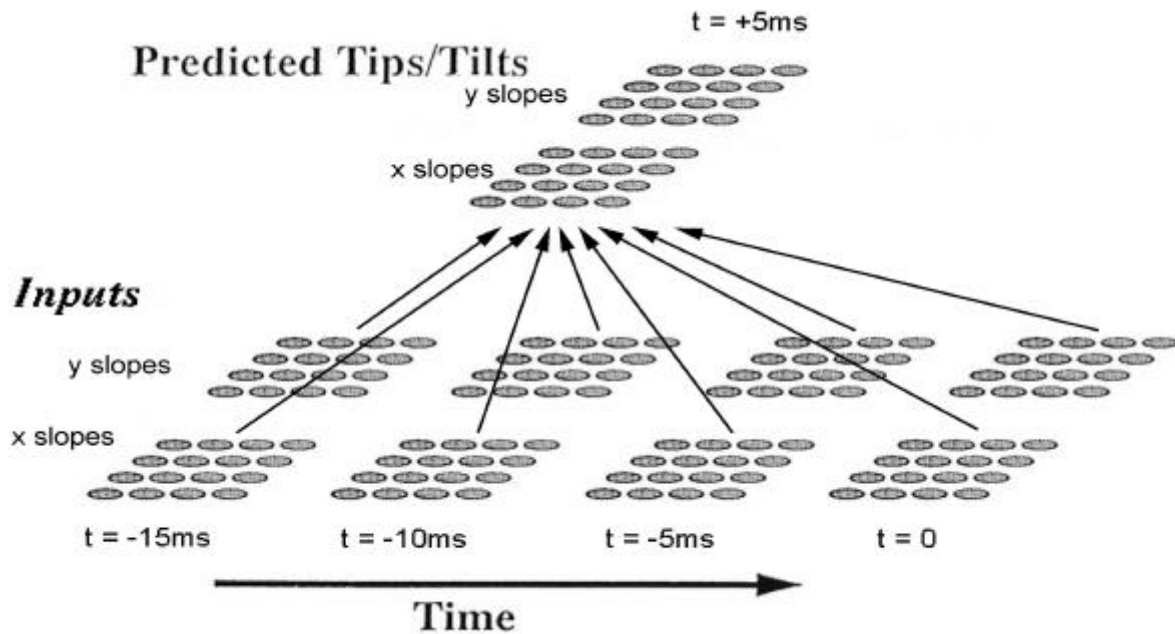 t = +5ms
Predicted Tips/Tilts
y slopes
x slopes
Inputs
y slopes
x slopes
t = -15ms
t = -10ms
t = -5ms
t = 0
Time